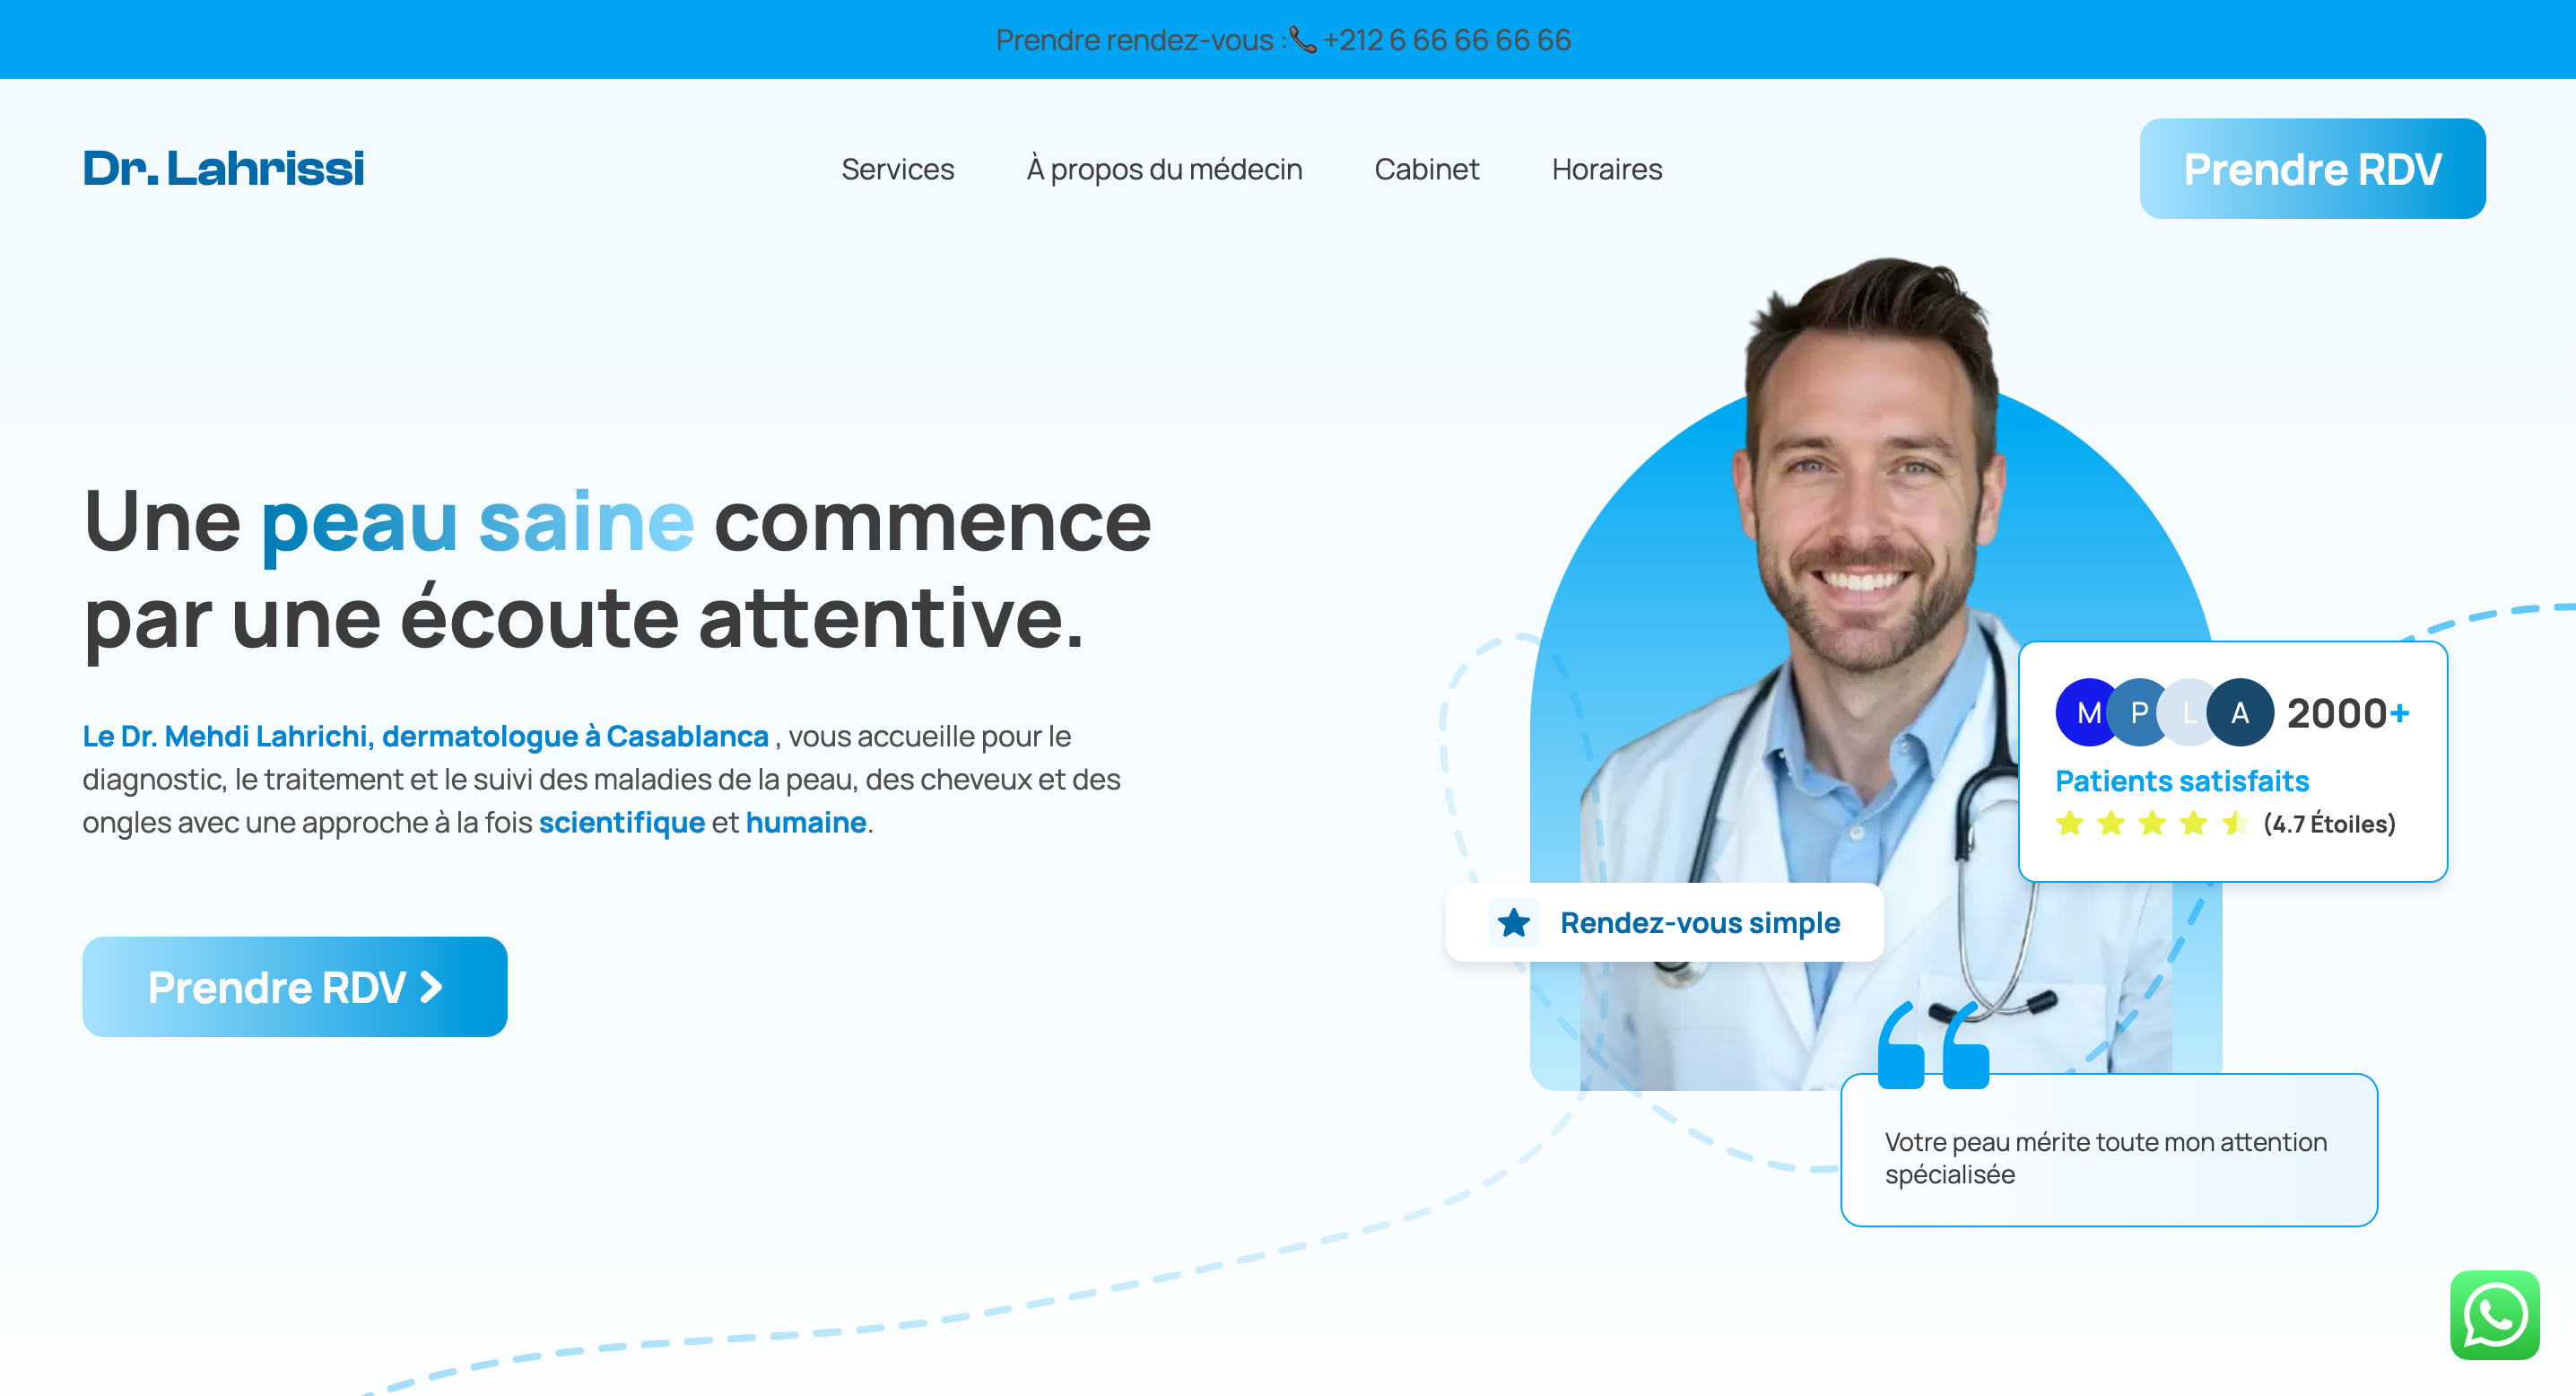 Prendre rendez-vous :📞 +212 6 66 66 66 66
Dr. Lahrissi
Services
À propos du médecin
Cabinet
Horaires
Prendre RDV
Une peau saine commence
par une écoute attentive.
Le Dr. Mehdi Lahrichi, dermatologue à Casablanca , vous accueille pour le
diagnostic, le traitement et le suivi des maladies de la peau, des cheveux et des
ongles avec une approche à la fois scientifique et humaine.
Prendre RDV
M P L A 2000+
Patients satisfaits
(4.7 Étoiles)
Rendez-vous simple
Votre peau mérite toute mon attention
spécialisée